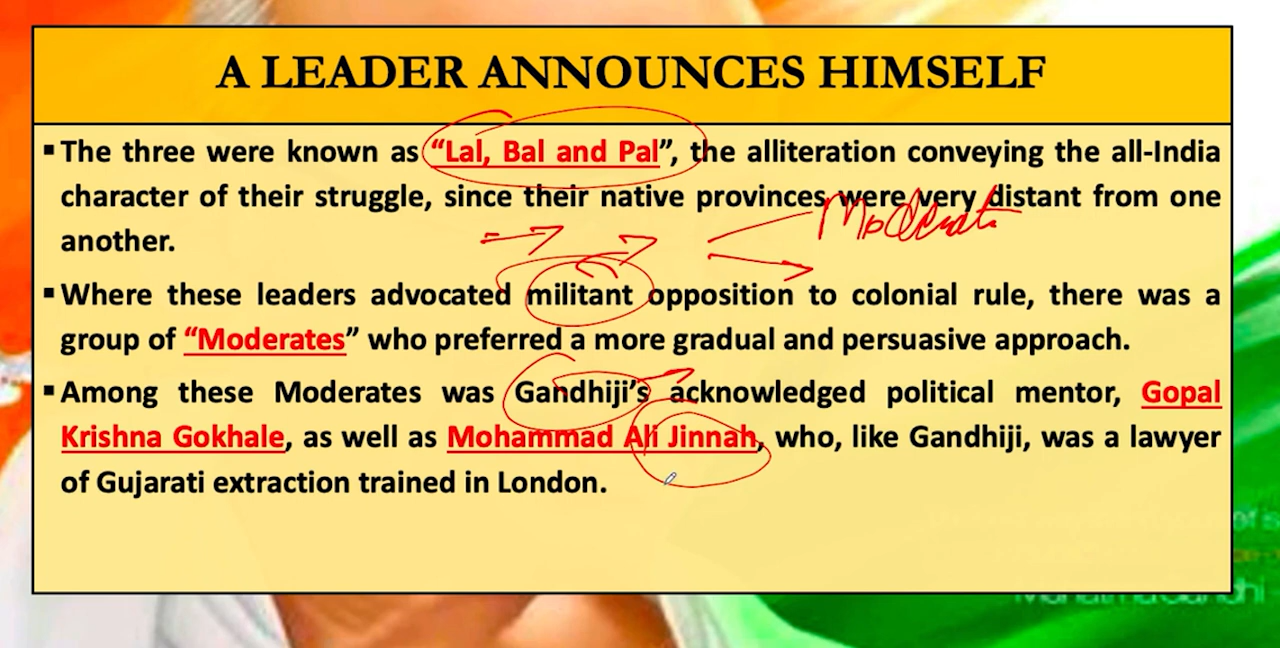 A LEADER ANNOUNCES HIMSELF
▪ The three were known as “Lal, Bal and Pal”, the alliteration conveying the all-India
character of their struggle, since their native provinces were very distant from one
another.
Moderate
▪ Where these leaders advocated militant opposition to colonial rule, there was a
group of “Moderates” who preferred a more gradual and persuasive approach.
▪ Among these Moderates was Gandhiji’s acknowledged political mentor, Gopal
Krishna Gokhale, as well as Mohammad Ali Jinnah, who, like Gandhiji, was a lawyer
of Gujarati extraction trained in London.
Mahatma Gandhi